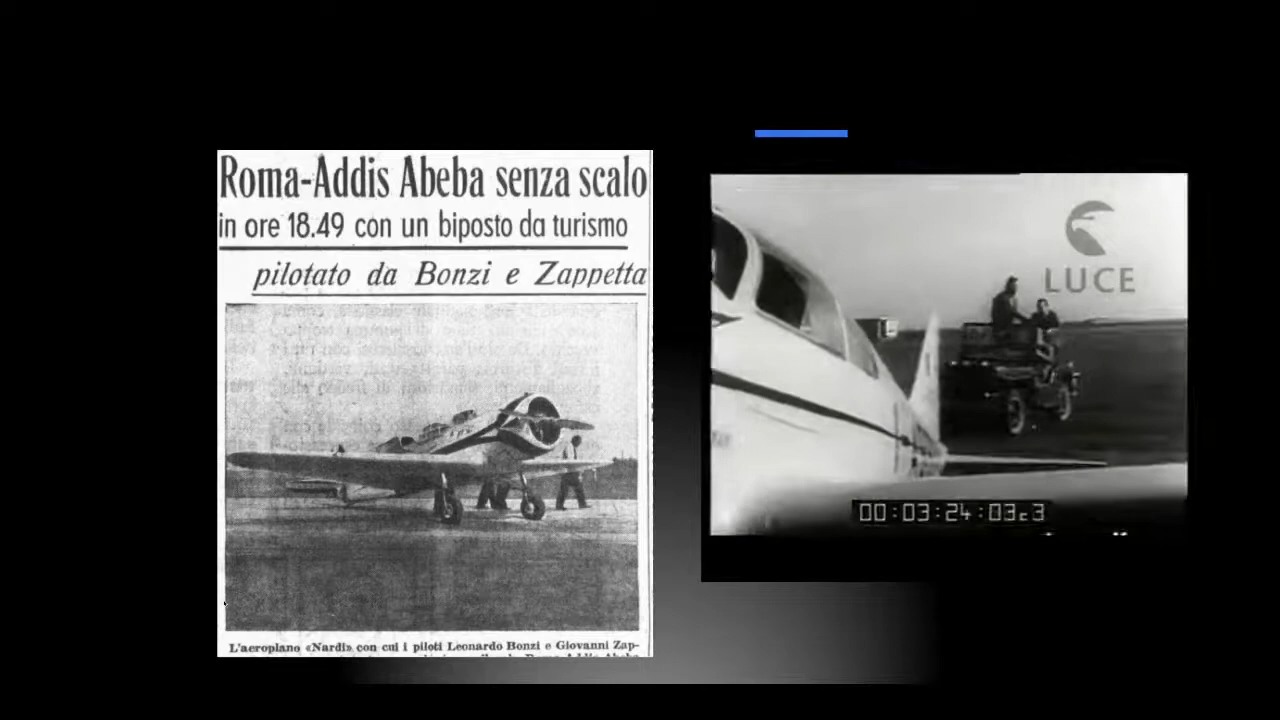 Roma-Addis Abeba senza scalo
in ore 18.49 con un biposto da turismo
pilotato da Bonzi e Zappetta
L'aeroplano «Nardi» con cui i piloti Leonardo Bonzi e Giovanni Zap-
LUCE
00:03:24:03